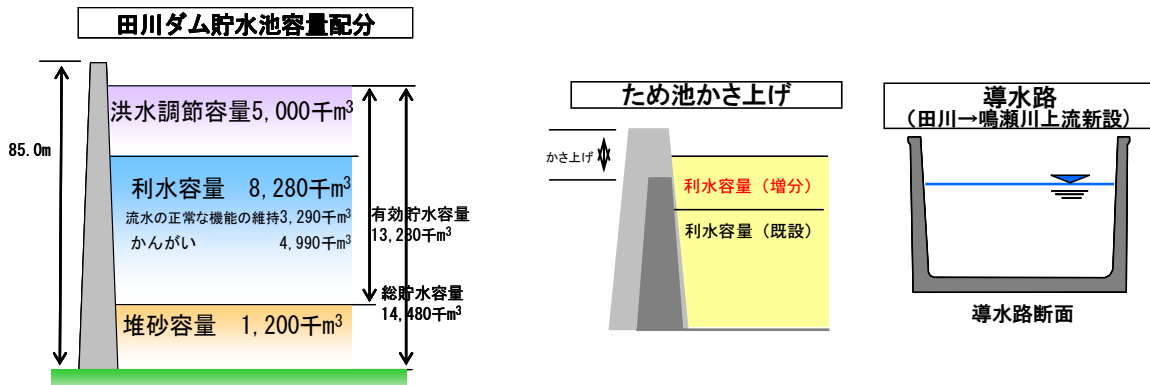 田川ダム貯水池容量配分
85.0m
洪水調節容量5,000千m³
利水容量 8,280千m³
流水の正常な機能の維持3,290千m³
かんがい 4,990千m³
堆砂容量 1,200千m³
有効貯水容量
13,280千m³
総貯水容量
14,480千m³
ため池かさ上げ
かさ上げ
利水容量（増分）
利水容量（既設）
導水路
（田川→鳴瀬川上流新設）
導水路断面